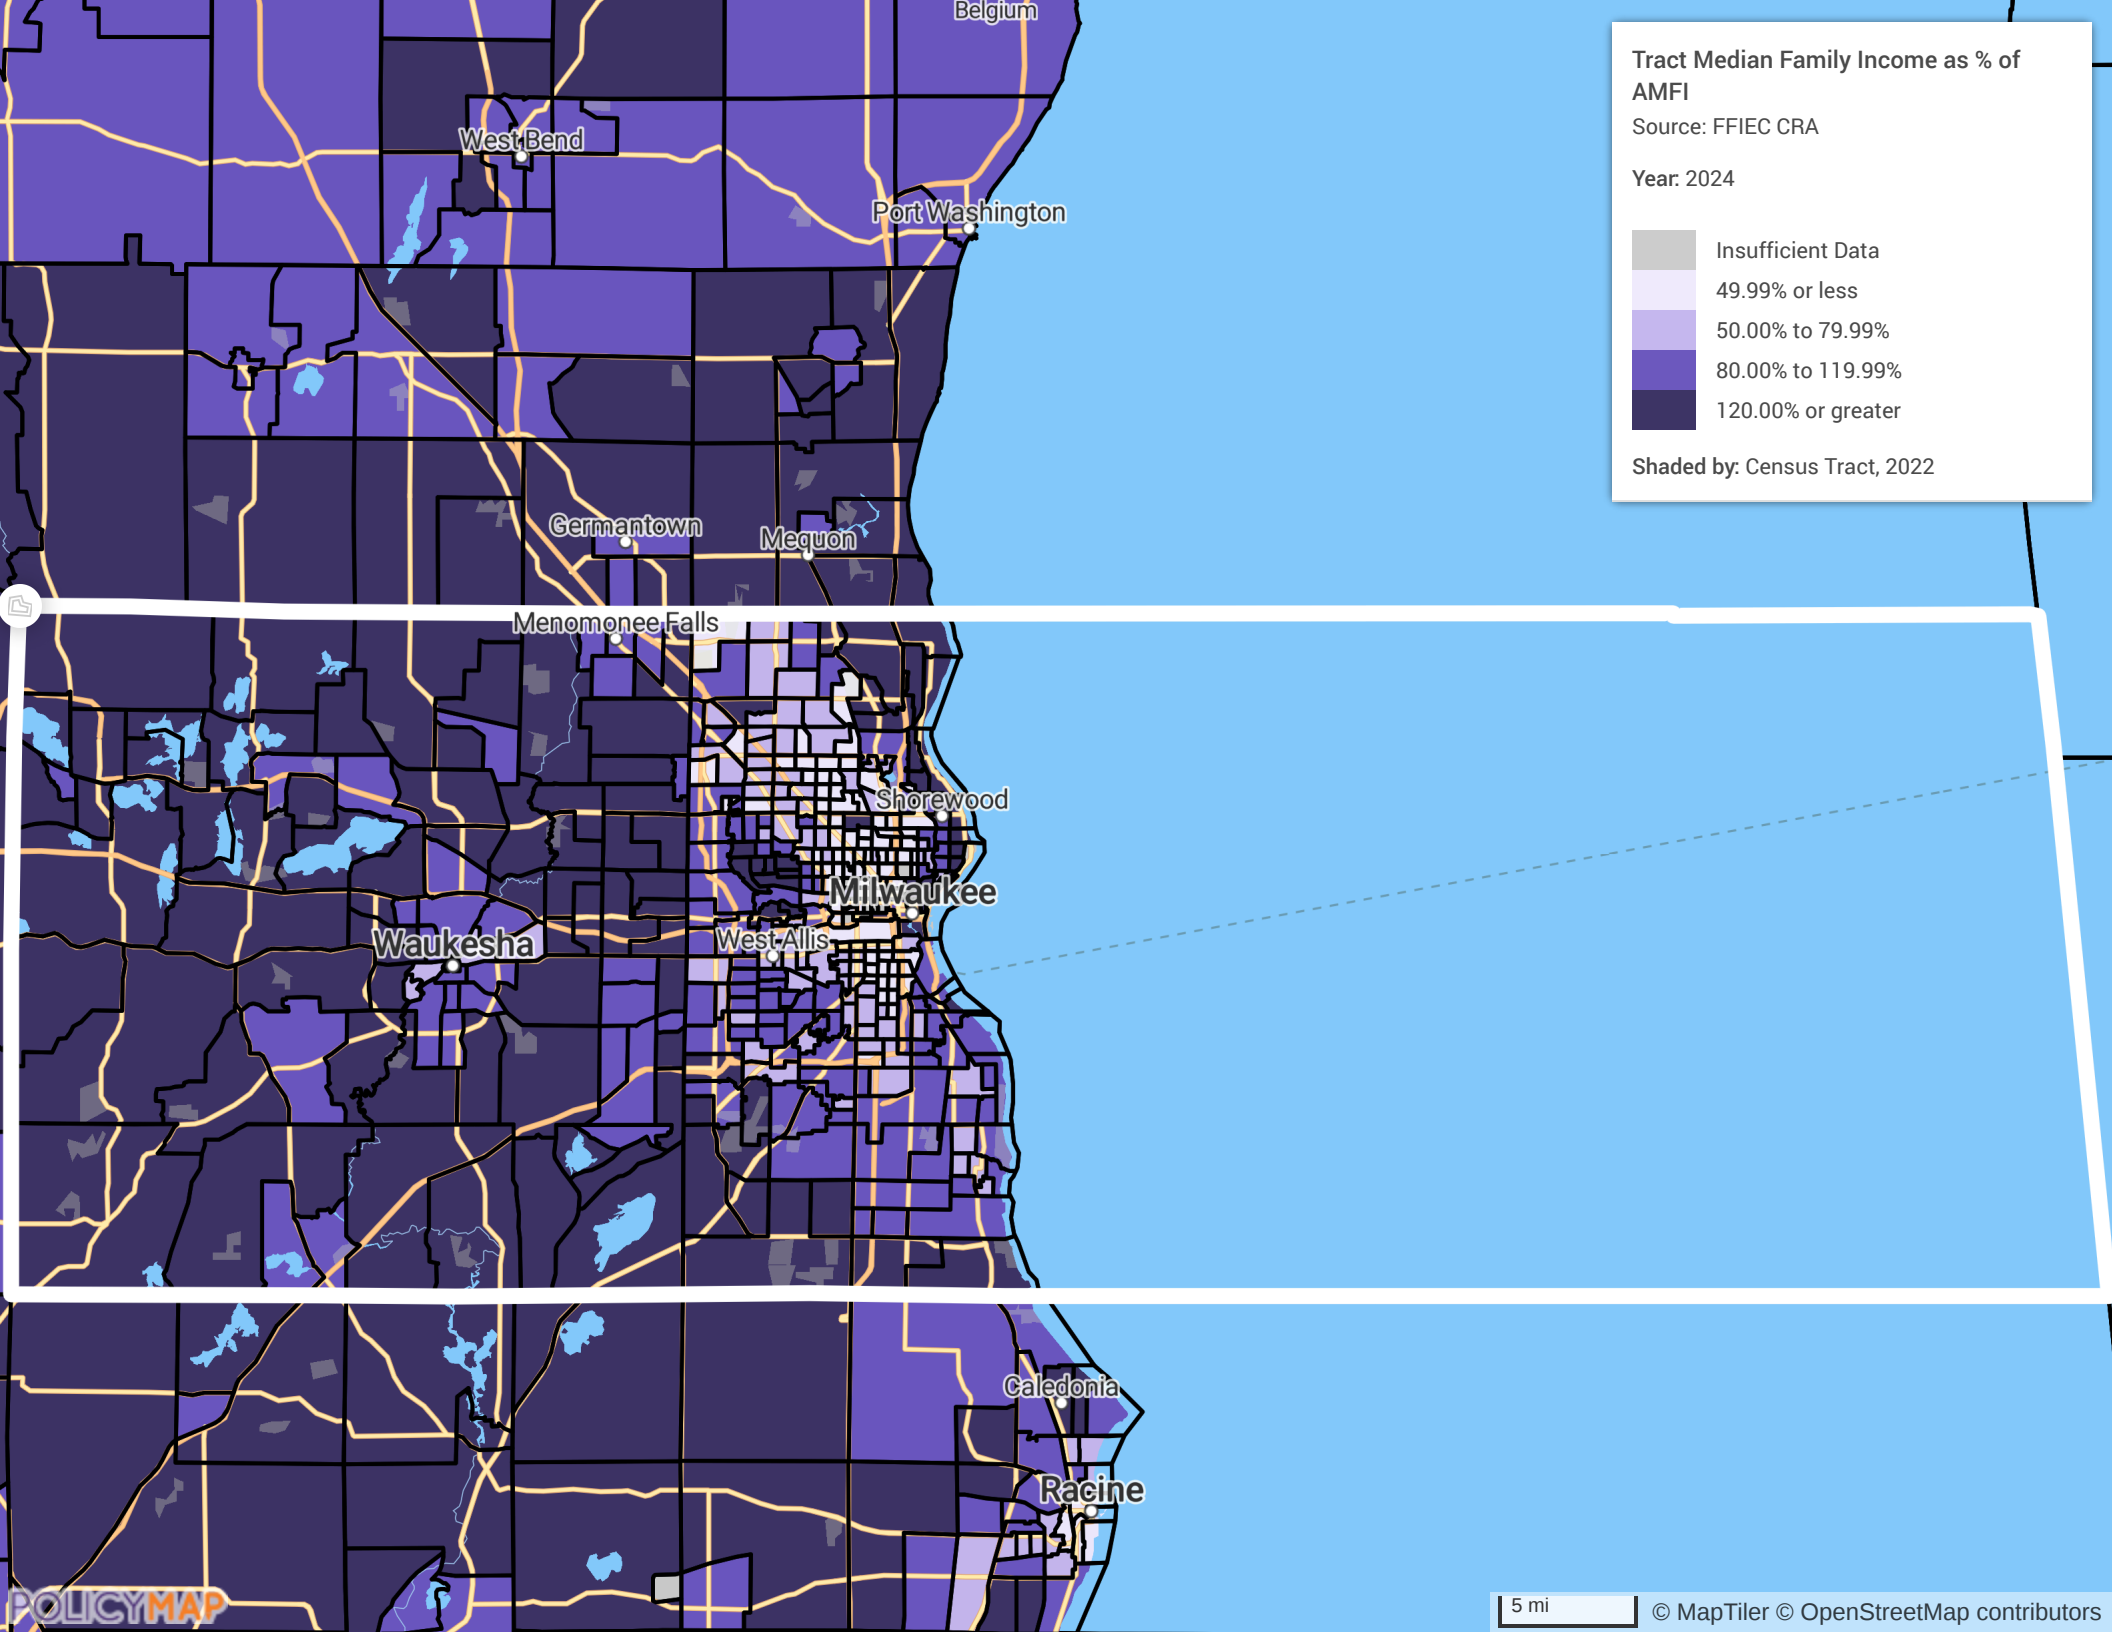 Belgium
Tract Median Family Income as % of
AMFI
Source: FFIEC CRA
Year: 2024
Insufficient Data
49.99% or less
50.00% to 79.99%
80.00% to 119.99%
120.00% or greater
Shaded by: Census Tract, 2022
West Bend
Port Washington
Germantown
Mequon
Menomonee Falls
Shorewood
Milwaukee
West Allis
Waukesha
Caledonia
Racine
POLICYMAP
5 mi
© MapTiler © OpenStreetMap contributors